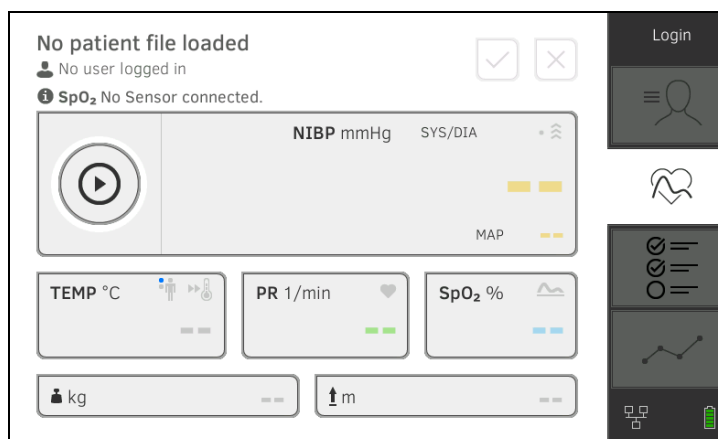 No patient file loaded
No user logged in
SpO₂ No Sensor connected.
NIBP mmHg SYS/DIA
-- 
MAP --
TEMP °C
--
PR 1/min
--
SpO₂ %
--
kg --
m --
Login